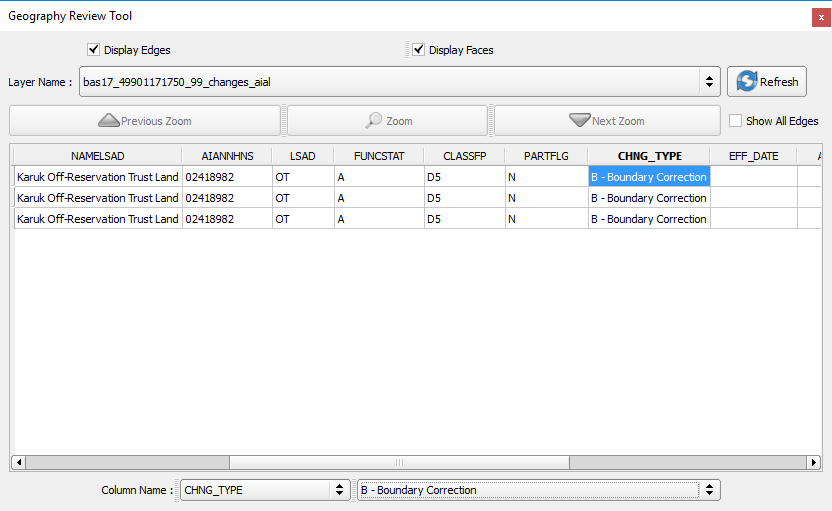 Geography Review Tool
x
Display Edges Display Faces
Layer Name : bas17_49901171750_99_changes_aial Refresh
Previous Zoom Zoom Next Zoom Show All Edges
NAMELSAD AIANNHNS LSAD FUNCSTAT CLASSFP PARTFLG CHNG_TYPE EFF_DATE
Karuk Off-Reservation Trust Land 02418982 OT A D5 N B - Boundary Correction
Karuk Off-Reservation Trust Land 02418982 OT A D5 N B - Boundary Correction
Karuk Off-Reservation Trust Land 02418982 OT A D5 N B - Boundary Correction
Column Name : CHNG_TYPE B - Boundary Correction